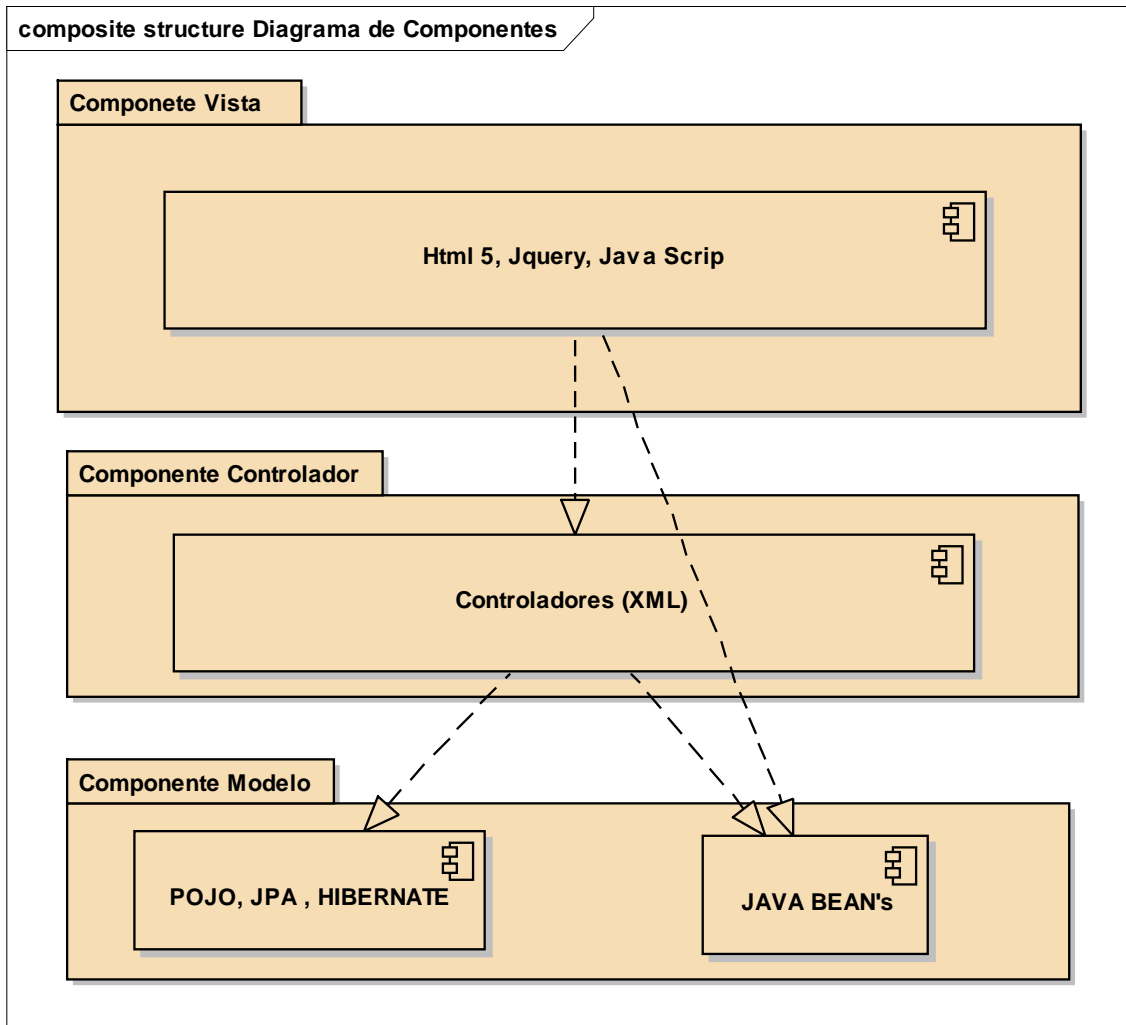 composite structure Diagrama de Componentes
Componete Vista
Html 5, Jquery, Java Scrip
Componente Controlador
Controladores (XML)
Componente Modelo
POJO, JPA , HIBERNATE
JAVA BEAN's